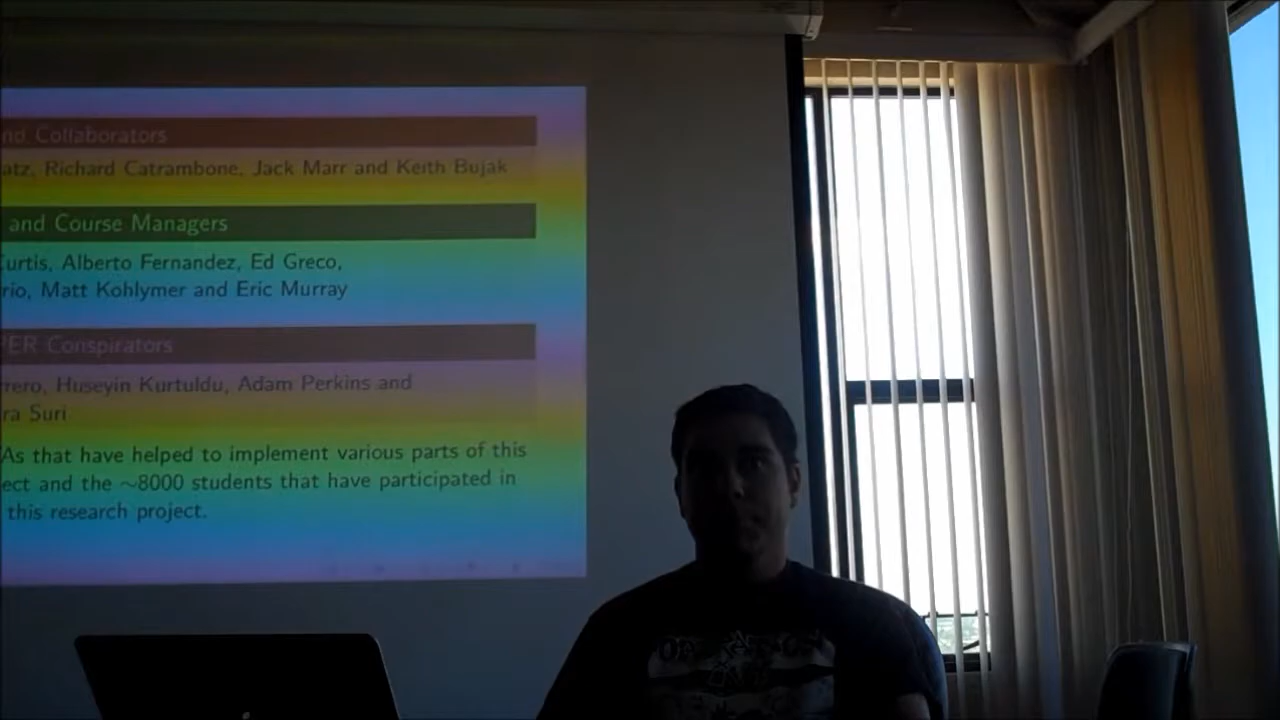 nd Collaborators
atz, Richard Catrambone, Jack Marr and Keith Bujak
and Course Managers
Curtis, Alberto Fernandez, Ed Greco,
rio, Matt Kohlymer and Eric Murray
PER Conspirators
rero, Huseyin Kurtuldu, Adam Perkins and
ra Suri
As that have helped to implement various parts of this
ect and the ~8000 students that have participated in
this research project.